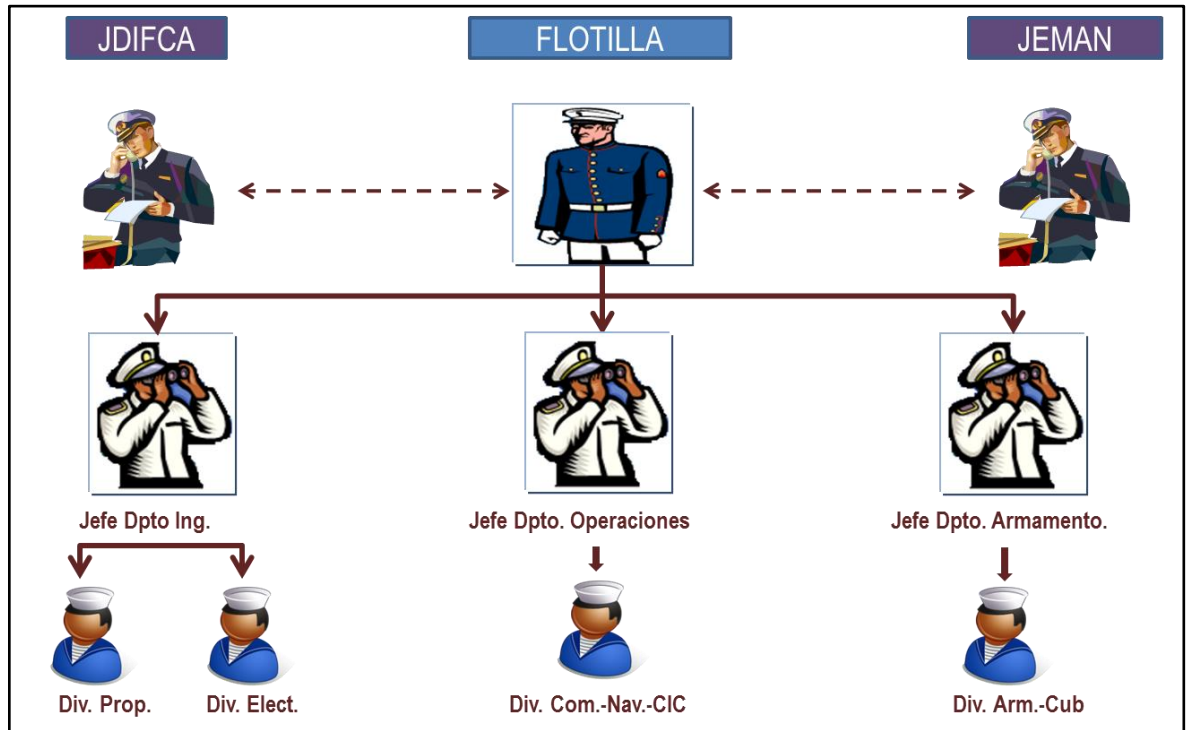 JDIFCA
FLOTILLA
JEMAN
Jefe Dpto Ing.
Jefe Dpto. Operaciones
Jefe Dpto. Armamento.
Div. Prop.
Div. Elect.
Div. Com.-Nav.-CIC
Div. Arm.-Cub